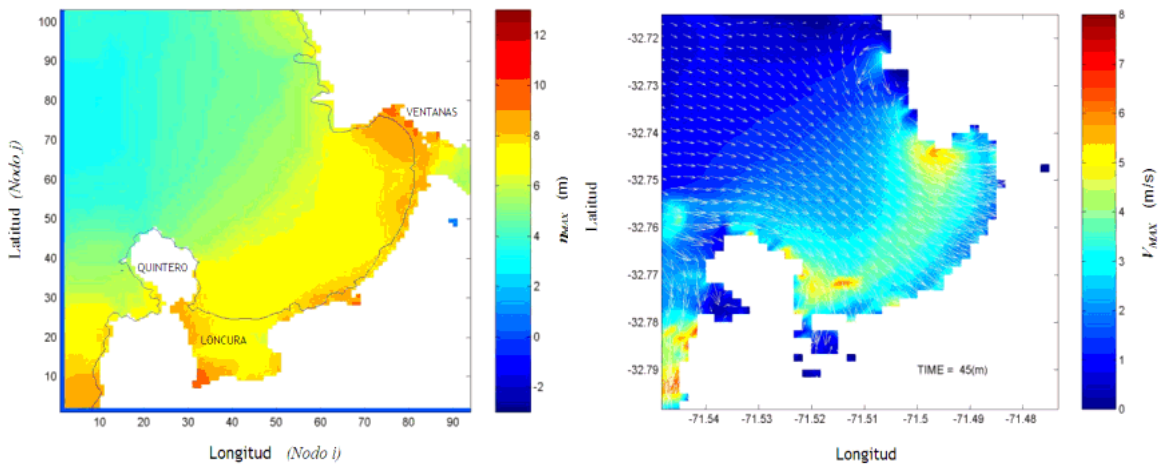 100
90
80
70
60
50
40
30
20
10
Latitud (Nodo j)
VENTANAS
QUINTERO
LONCURA
10 20 30 40 50 60 70 80 90
Longitud (Nodo i)
12
10
8
6
4
2
0
-2
nMAX (m)
-32.72
-32.73
-32.74
-32.75
-32.76
-32.77
-32.78
-32.79
Latitud
TIME = 45(m)
-71.54 -71.53 -71.52 -71.51 -71.5 -71.49 -71.48
Longitud
8
7
6
5
4
3
2
1
0
VMAX (m/s)